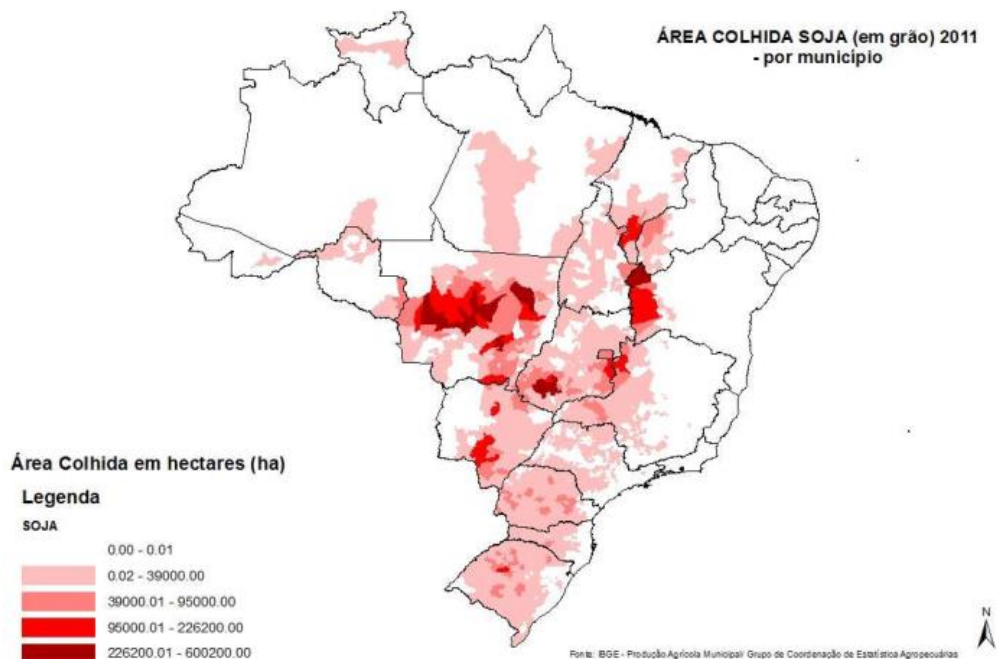 ÁREA COLHIDA SOJA (em grão) 2011
- por município
Área Colhida em hectares (ha)
Legenda
SOJA
0.00 - 0.01
0.02 - 39000.00
39000.01 - 95000.00
95000.01 - 226200.00
226200.01 - 600200.00
N
Fonte: IBGE - Produção Agrícola Municipal/ Grupo de Coordenação de Estatística Agropecuárias